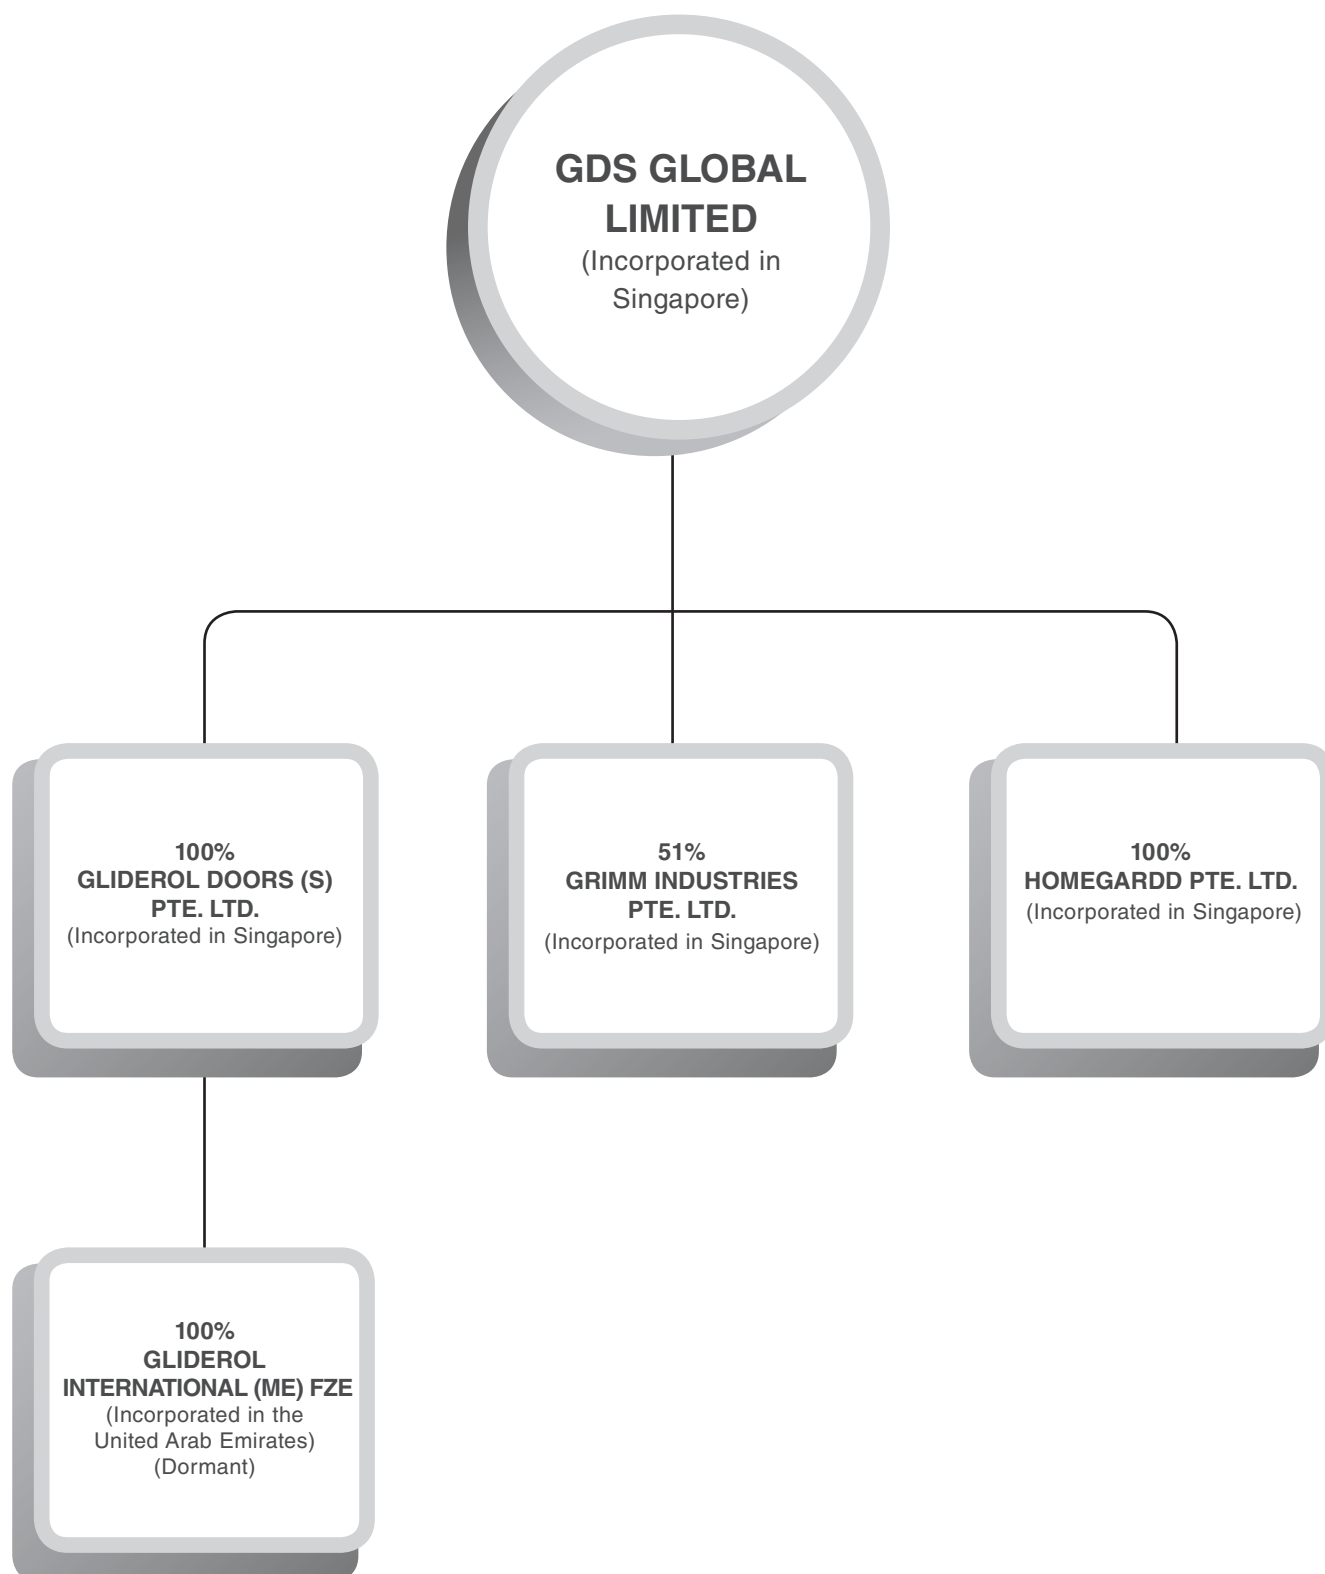 GDS GLOBAL
LIMITED
(Incorporated in
Singapore)
100%
GLIDEROL DOORS (S)
PTE. LTD.
(Incorporated in Singapore)
51%
GRIMM INDUSTRIES
PTE. LTD.
(Incorporated in Singapore)
100%
HOMEGARDD PTE. LTD.
(Incorporated in Singapore)
100%
GLIDEROL
INTERNATIONAL (ME) FZE
(Incorporated in the
United Arab Emirates)
(Dormant)